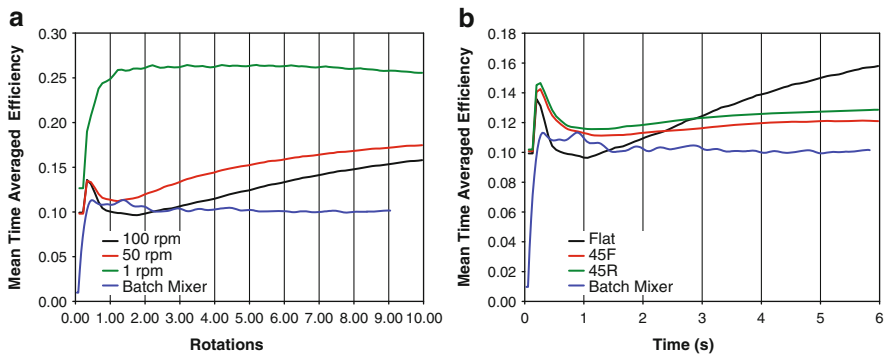 a
Mean Time Averaged Efficiency
0.30
0.25
0.20
0.15
0.10
0.05
0.00
100 rpm
50 rpm
1 rpm
Batch Mixer
0.00 1.00 2.00 3.00 4.00 5.00 6.00 7.00 8.00 9.00 10.00
Rotations
b
Mean Time Averaged Efficiency
0.18
0.16
0.14
0.12
0.10
0.08
0.06
0.04
0.02
0.00
Flat
45F
45R
Batch Mixer
0 1 2 3 4 5 6
Time (s)